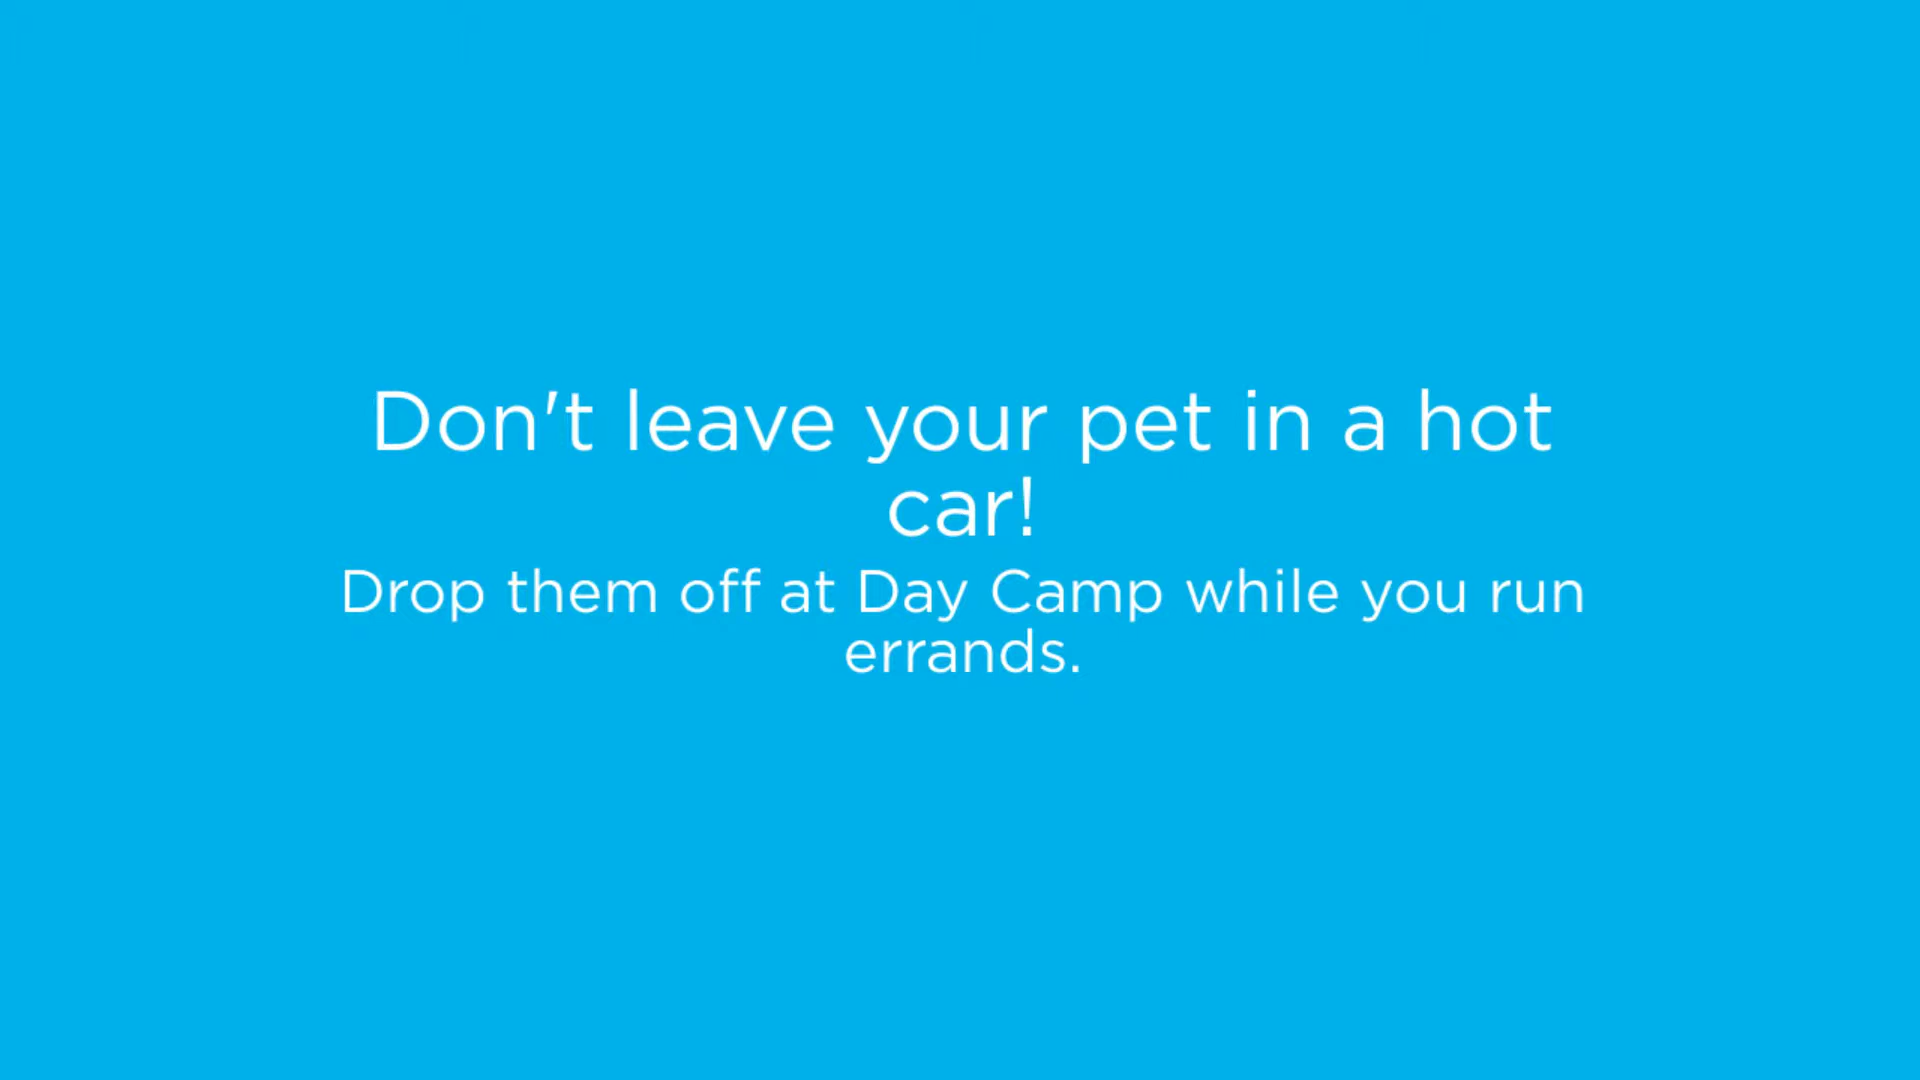 Don't leave your pet in a hot
car!
Drop them off at Day Camp while you run
errands.